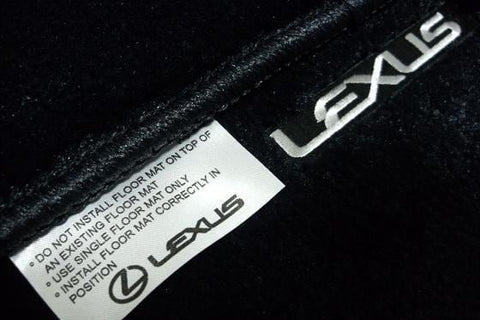 LEXUS
° DO NOT INSTALL FLOOR MAT ON TOP OF
AN EXISTING FLOOR MAT
° USE SINGLE FLOOR MAT ONLY
° INSTALL FLOOR MAT CORRECTLY IN
POSITION
LEXUS